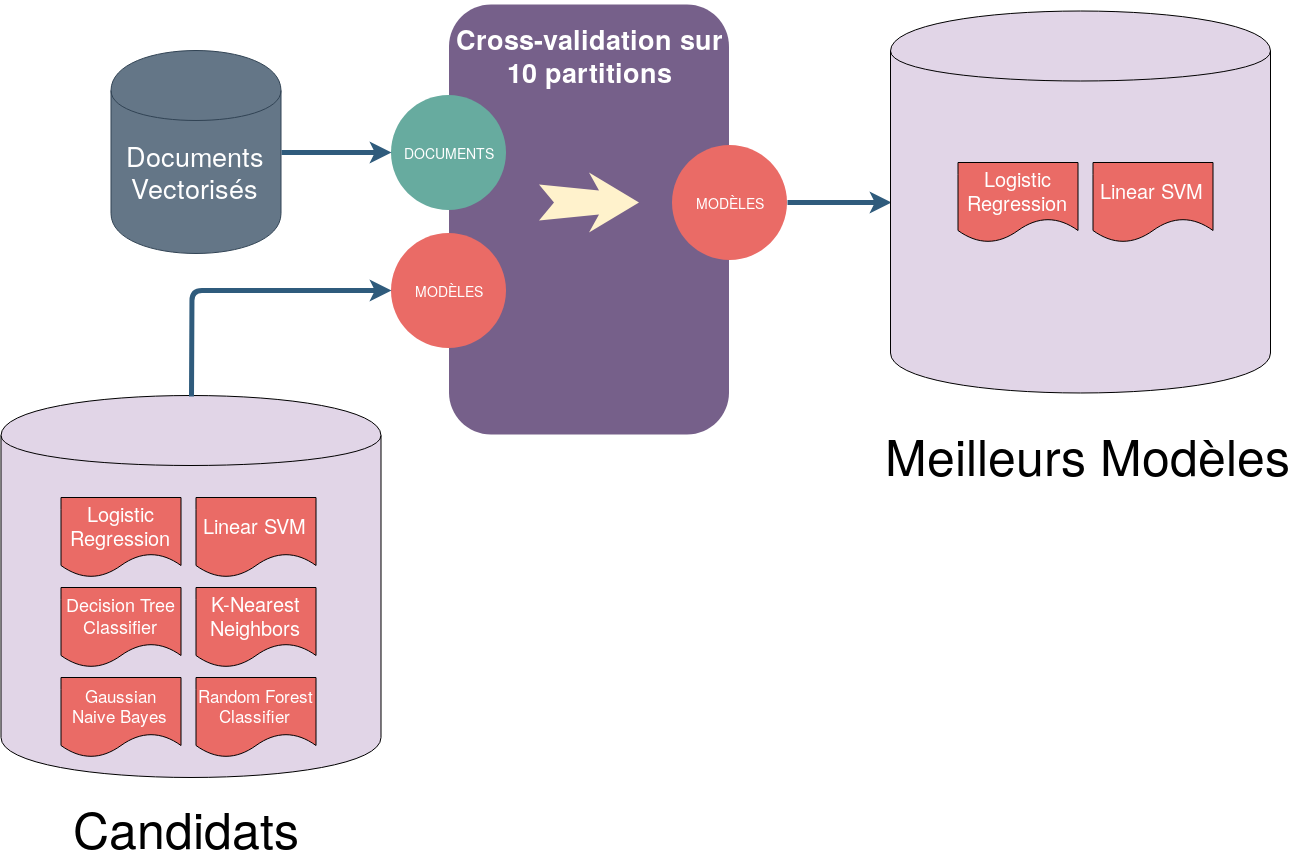 Cross-validation sur
10 partitions
Documents
Vectorisés
DOCUMENTS
MODÈLES
MODÈLES
Logistic
Regression
Linear SVM
Meilleurs Modèles
Logistic
Regression
Linear SVM
Decision Tree
Classifier
K-Nearest
Neighbors
Gaussian
Naive Bayes
Random Forest
Classifier
Candidats